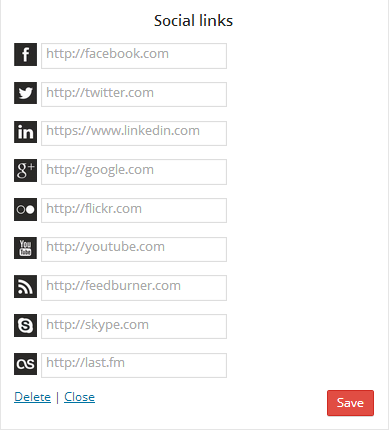 Social links
f http://facebook.com
http://twitter.com
in https://www.linkedin.com
g+ http://google.com
http://flickr.com
You
Tube http://youtube.com
http://feedburner.com
S http://skype.com
as http://last.fm
Delete | Close
Save